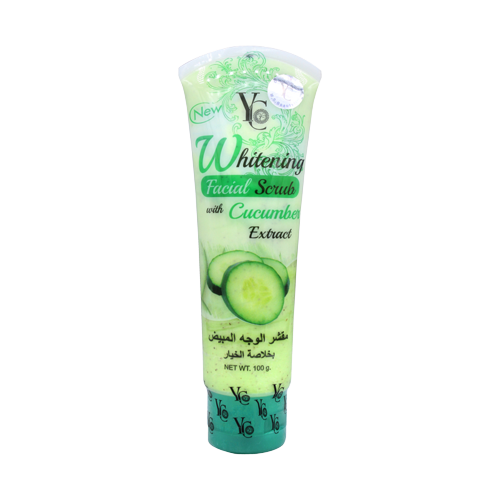 New
YC
Whitening
Facial Scrub
with Cucumber
Extract
مقشر الوجه المبيض
بخلاصة الخيار
NET WT. 100 g.
YC YC YC
YC YC